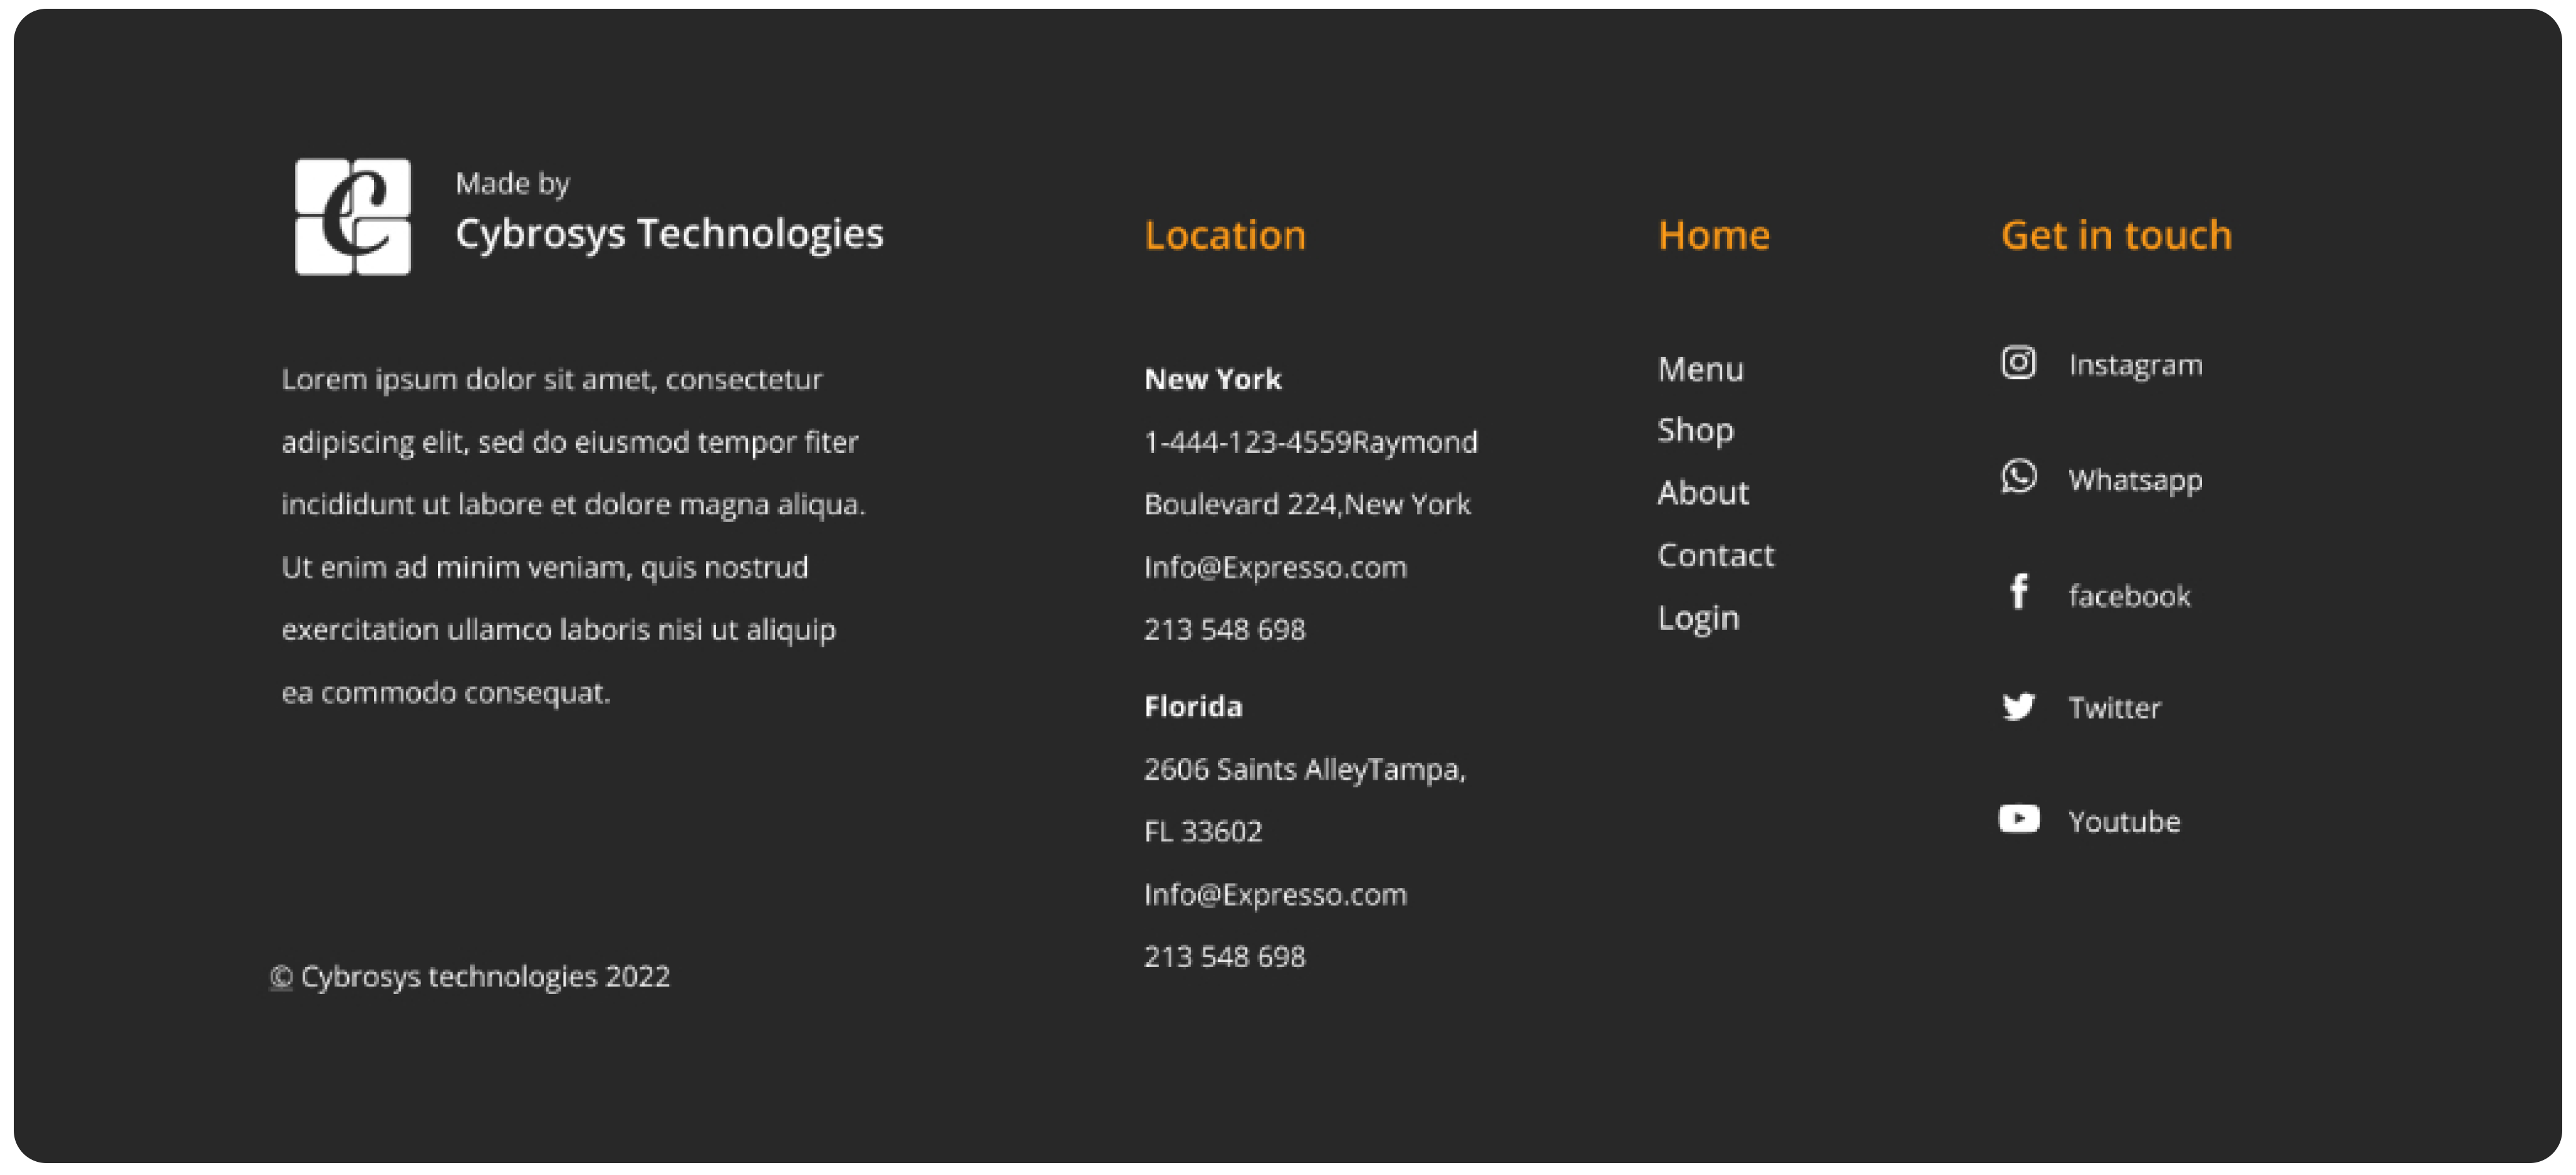 Made by
Cybrosys Technologies
Lorem ipsum dolor sit amet, consectetur
adipiscing elit, sed do eiusmod tempor fiter
incididunt ut labore et dolore magna aliqua.
Ut enim ad minim veniam, quis nostrud
exercitation ullamco laboris nisi ut aliquip
ea commodo consequat.
© Cybrosys technologies 2022
Location
New York
1-444-123-4559Raymond
Boulevard 224,New York
Info@Expresso.com
213 548 698
Florida
2606 Saints AlleyTampa,
FL 33602
Info@Expresso.com
213 548 698
Home
Menu
Shop
About
Contact
Login
Get in touch
Instagram
Whatsapp
facebook
Twitter
Youtube